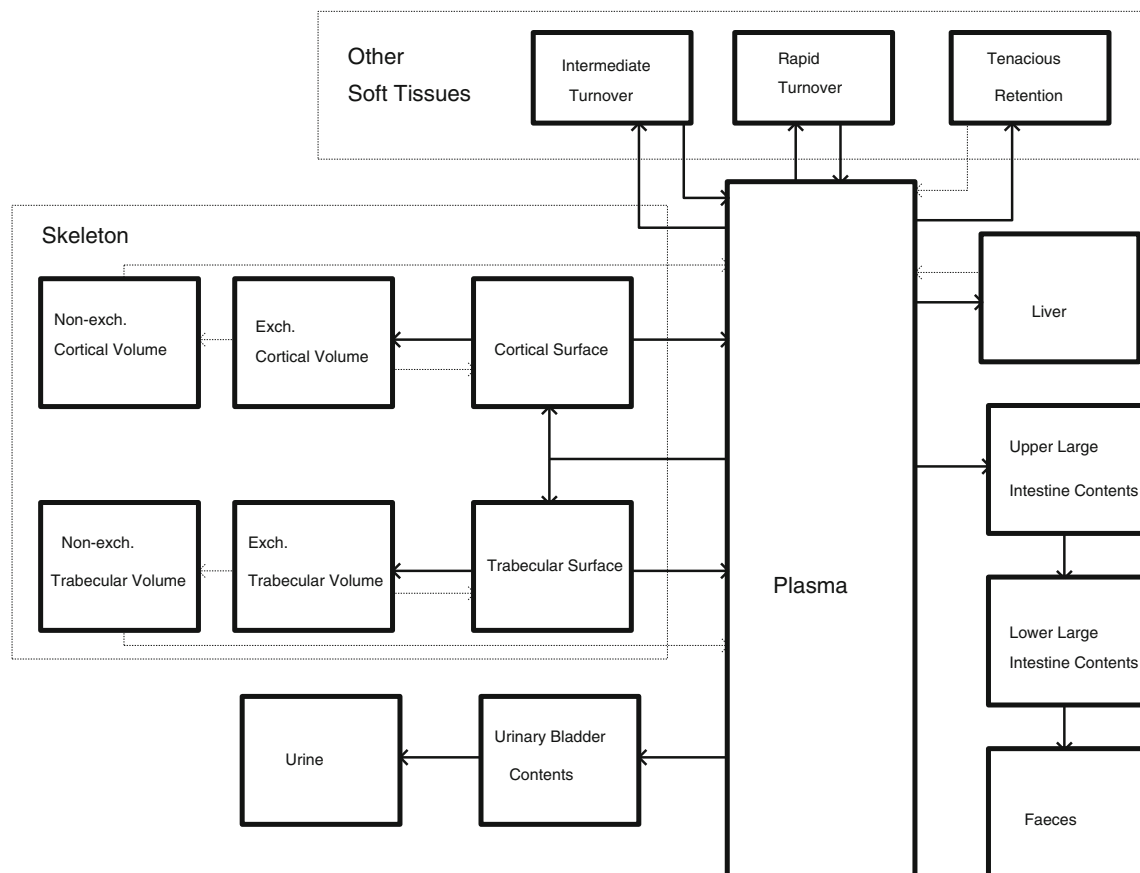 Other
Soft Tissues
Intermediate
Turnover
Rapid
Turnover
Tenacious
Retention
Skeleton
Non-exch.
Cortical Volume
Exch.
Cortical Volume
Cortical Surface
Liver
Upper Large
Intestine Contents
Non-exch.
Trabecular Volume
Exch.
Trabecular Volume
Trabecular Surface
Plasma
Lower Large
Intestine Contents
Urine
Urinary Bladder
Contents
Faeces